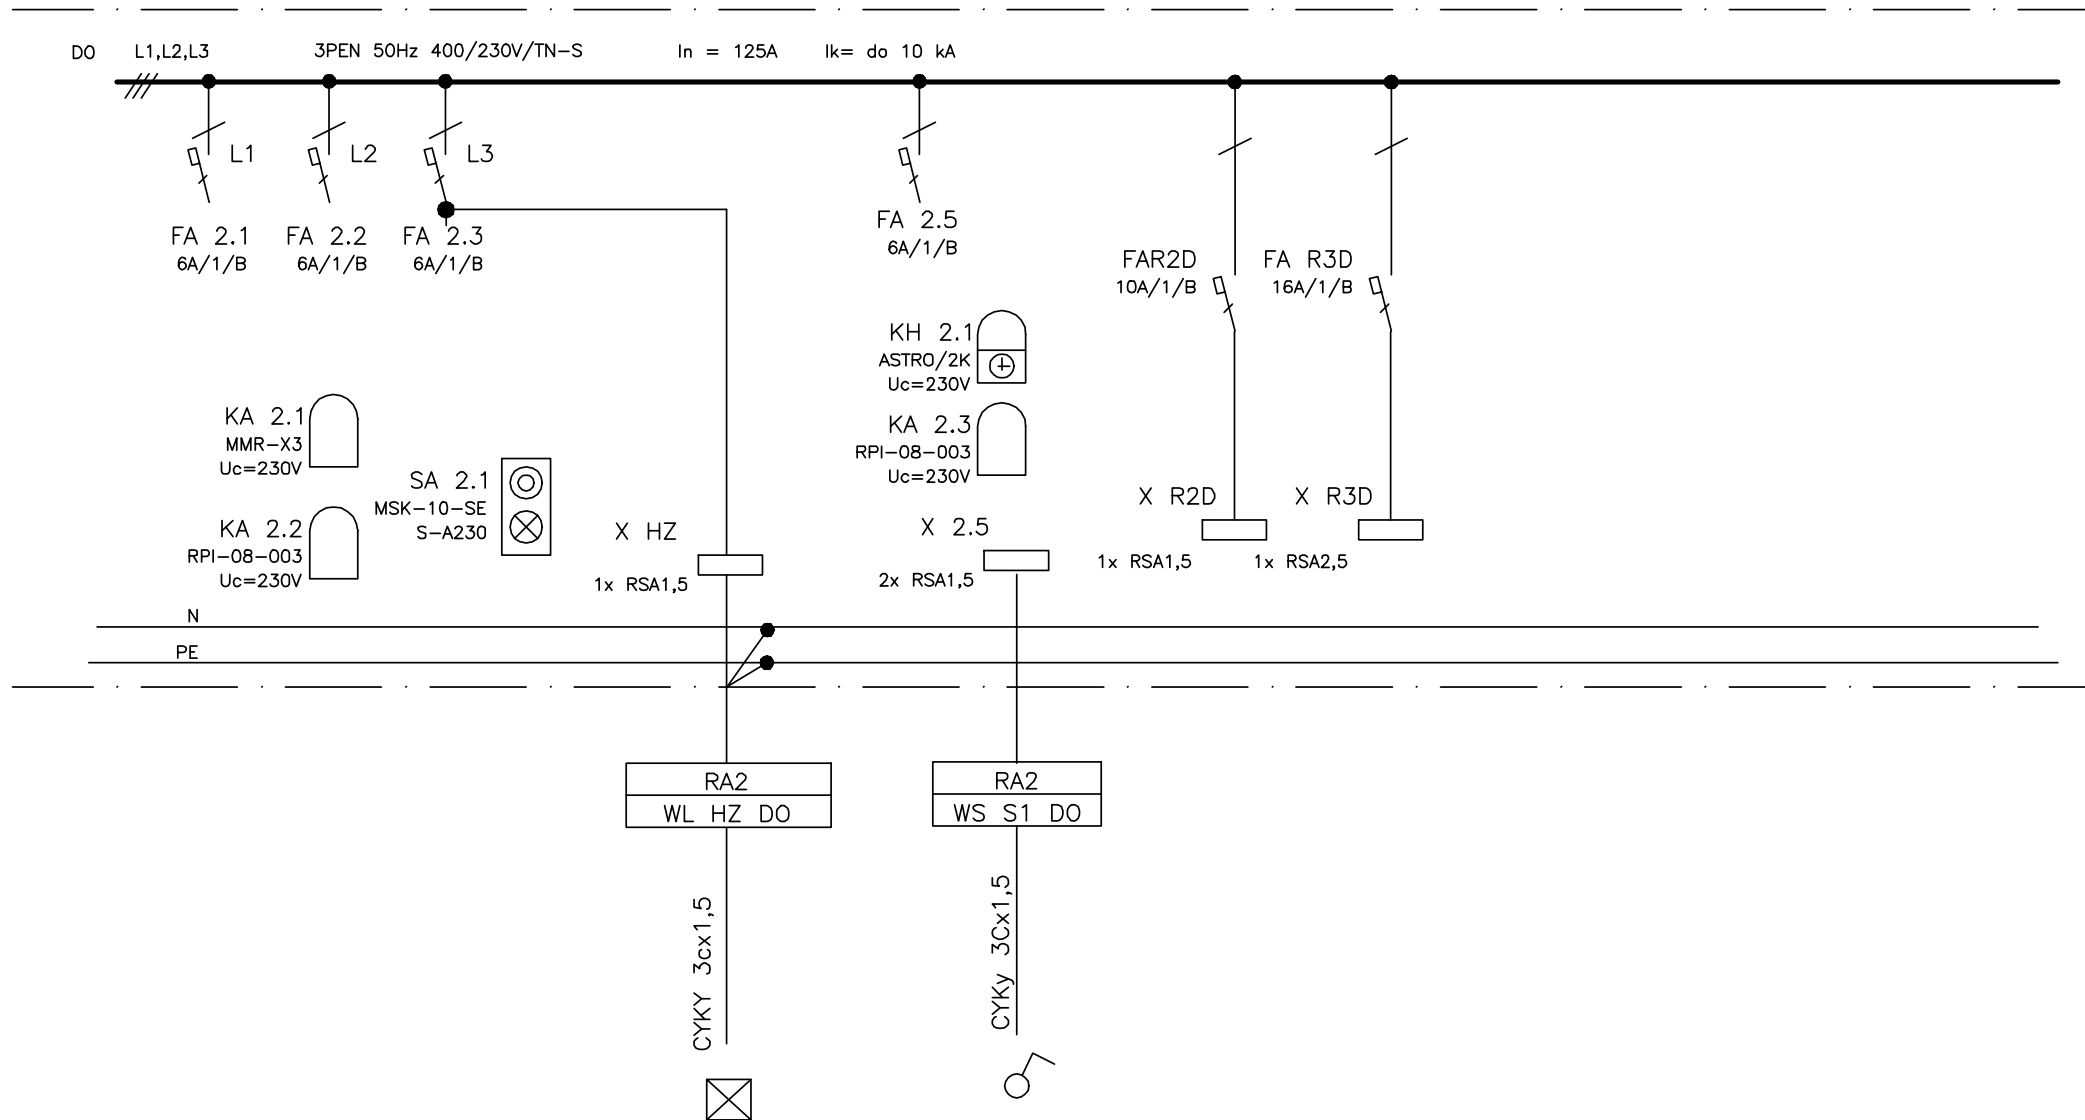 DO L1,L2,L3 3PEN 50Hz 400/230V/TN-S In = 125A Ik= do 10 kA
L1
L2
L3
FA 2.1
6A/1/B
FA 2.2
6A/1/B
FA 2.3
6A/1/B
FA 2.5
6A/1/B
FAR2D
10A/1/B
FA R3D
16A/1/B
KH 2.1
ASTRO/2K
Uc=230V
KA 2.1
MMR-X3
Uc=230V
KA 2.3
RPI-08-003
Uc=230V
SA 2.1
MSK-10-SE
S-A230
KA 2.2
RPI-08-003
Uc=230V
X HZ
1x RSA1,5
X 2.5
2x RSA1,5
X R2D
1x RSA1,5
X R3D
1x RSA2,5
N
PE
RA2
WL HZ DO
RA2
WS S1 DO
CYKY 3cx1,5
CYKy 3Cx1,5